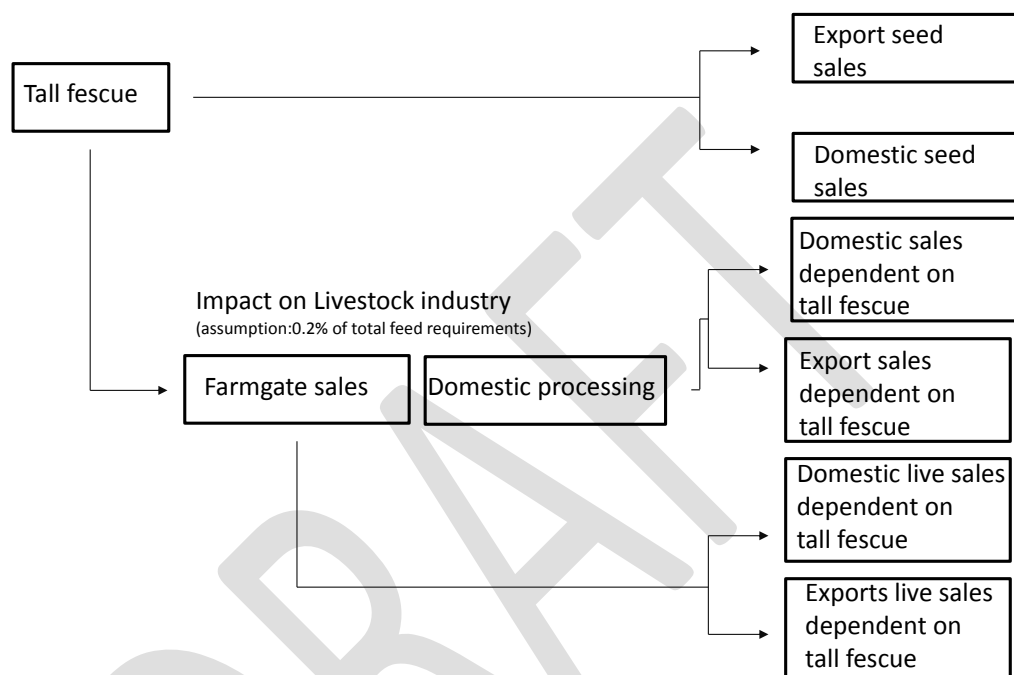 Export seed
sales
Tall fescue
Domestic seed
sales
Domestic sales
dependent on
tall fescue
Impact on Livestock industry
(assumption:0.2% of total feed requirements)
Farmgate sales
Domestic processing
Export sales
dependent on
tall fescue
Domestic live sales
dependent on
tall fescue
Exports live sales
dependent on
tall fescue
DRAFT